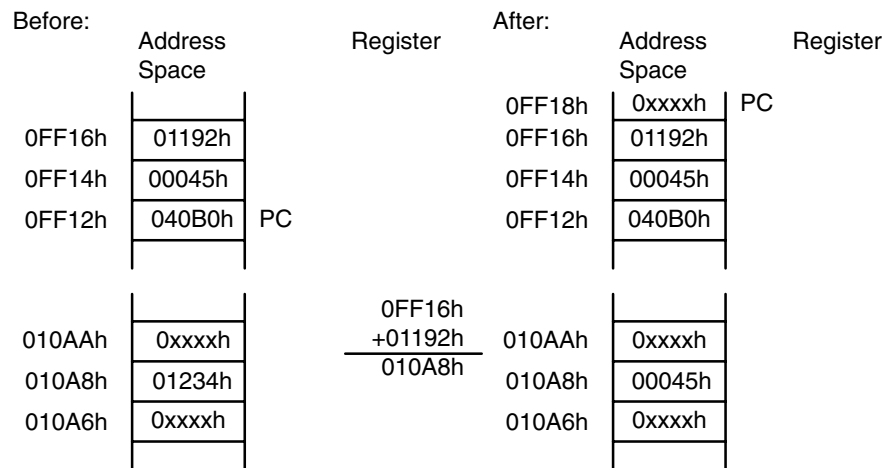 Before:
Address
Space
Register
0FF16h 01192h
0FF14h 00045h
0FF12h 040B0h PC
010AAh 0xxxxh
010A8h 01234h
010A6h 0xxxxh
0FF16h
+01192h
010A8h
After:
Address
Space
Register
0FF18h 0xxxxh PC
0FF16h 01192h
0FF14h 00045h
0FF12h 040B0h
010AAh 0xxxxh
010A8h 00045h
010A6h 0xxxxh